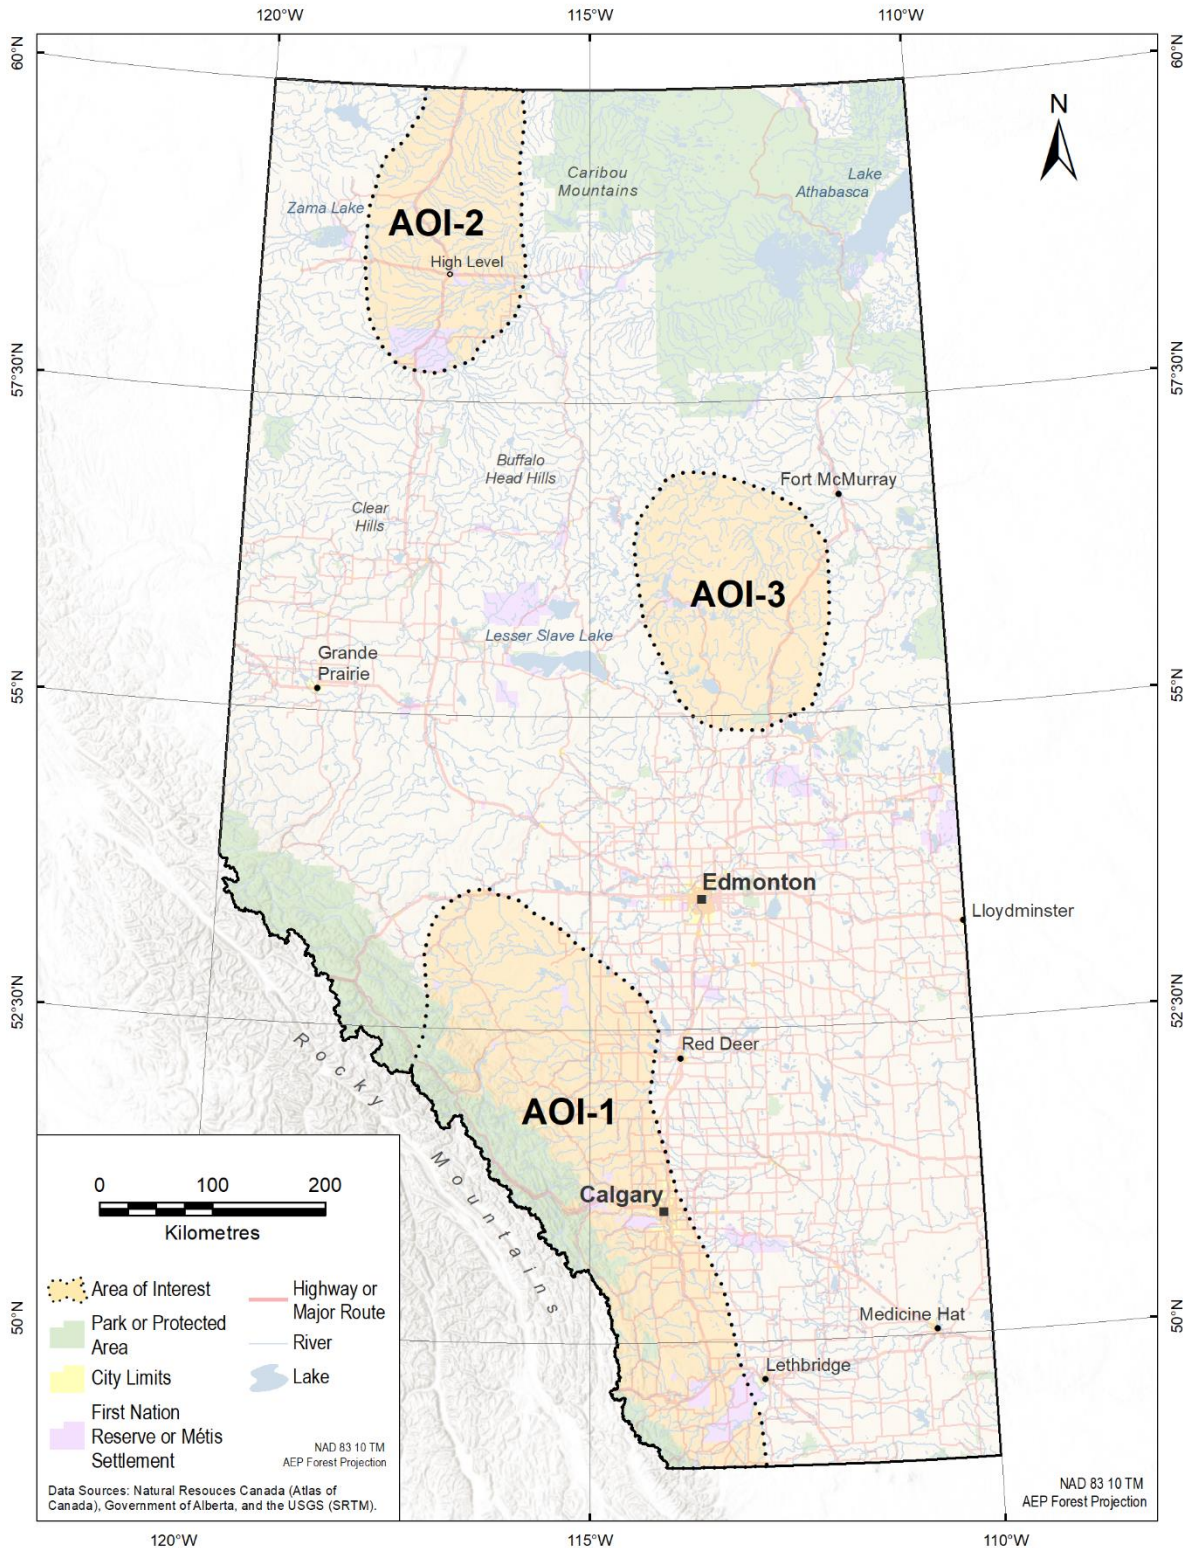 120°W
115°W
110°W
60°N
60°N
N
Caribou
Mountains
Lake
Athabasca
Zama Lake
AOI-2
High Level
57°30'N
57°30'N
Buffalo
Head Hills
Fort McMurray
Clear
Hills
AOI-3
Lesser Slave Lake
Grande
Prairie
55°N
55°N
Edmonton
Lloydminster
52°30'N
52°30'N
Red Deer
Rocky Mountains
AOI-1
Calgary
50°N
50°N
Medicine Hat
Lethbridge
0 100 200
Kilometres
Area of Interest
Park or Protected
Area
City Limits
First Nation
Reserve or Métis
Settlement
Highway or
Major Route
River
Lake
NAD 83 10 TM
AEP Forest Projection
Data Sources: Natural Resouces Canada (Atlas of
Canada), Government of Alberta, and the USGS (SRTM).
NAD 83 10 TM
AEP Forest Projection
120°W
115°W
110°W